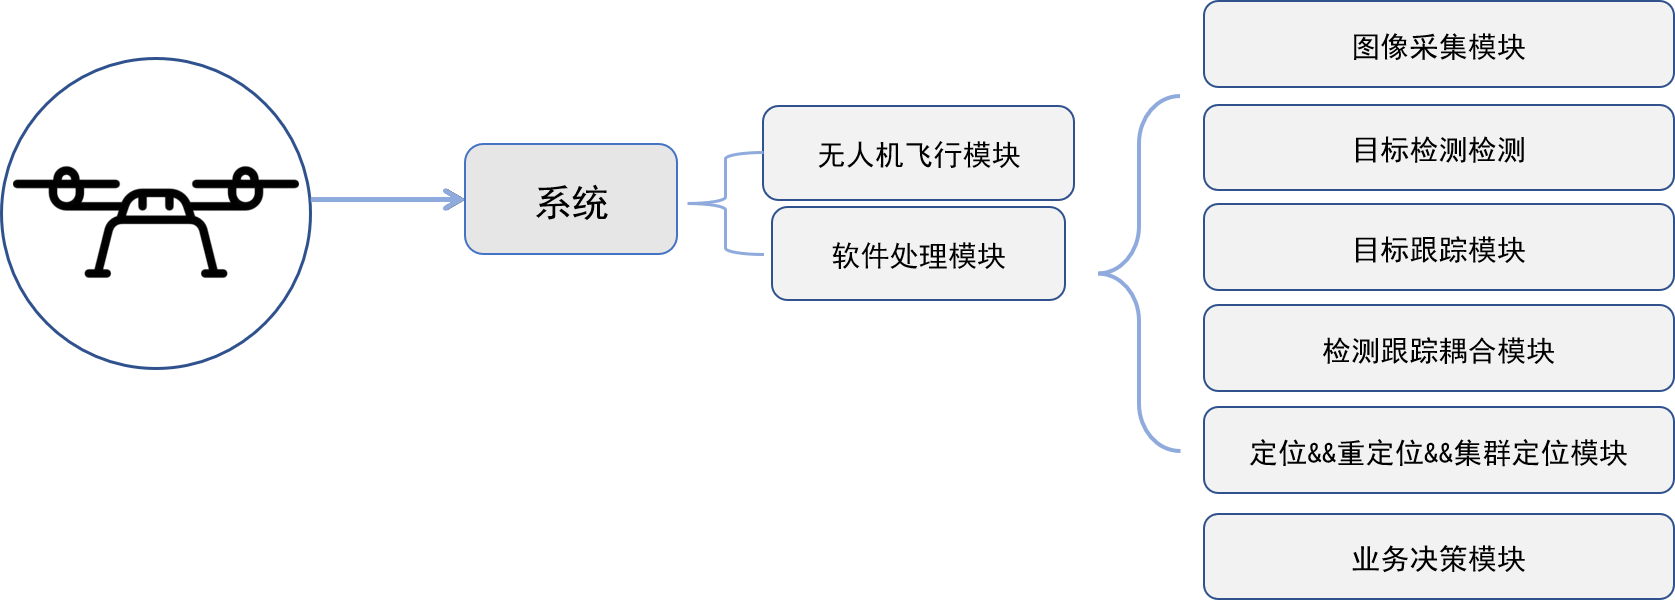 系统
无人机飞行模块
软件处理模块
图像采集模块
目标检测检测
目标跟踪模块
检测跟踪耦合模块
定位&&重定位&&集群定位模块
业务决策模块